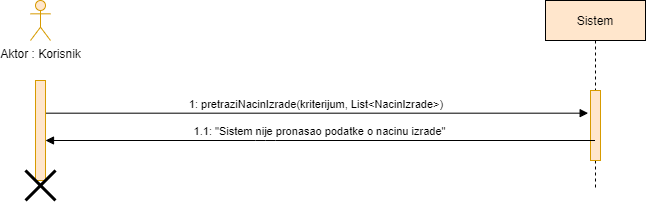 Sistem
Aktor : Korisnik
1: pretraziNacinIzrade(kriterijum, List<NacinIzrade>)
1.1: "Sistem nije pronasao podatke o nacinu izrade"